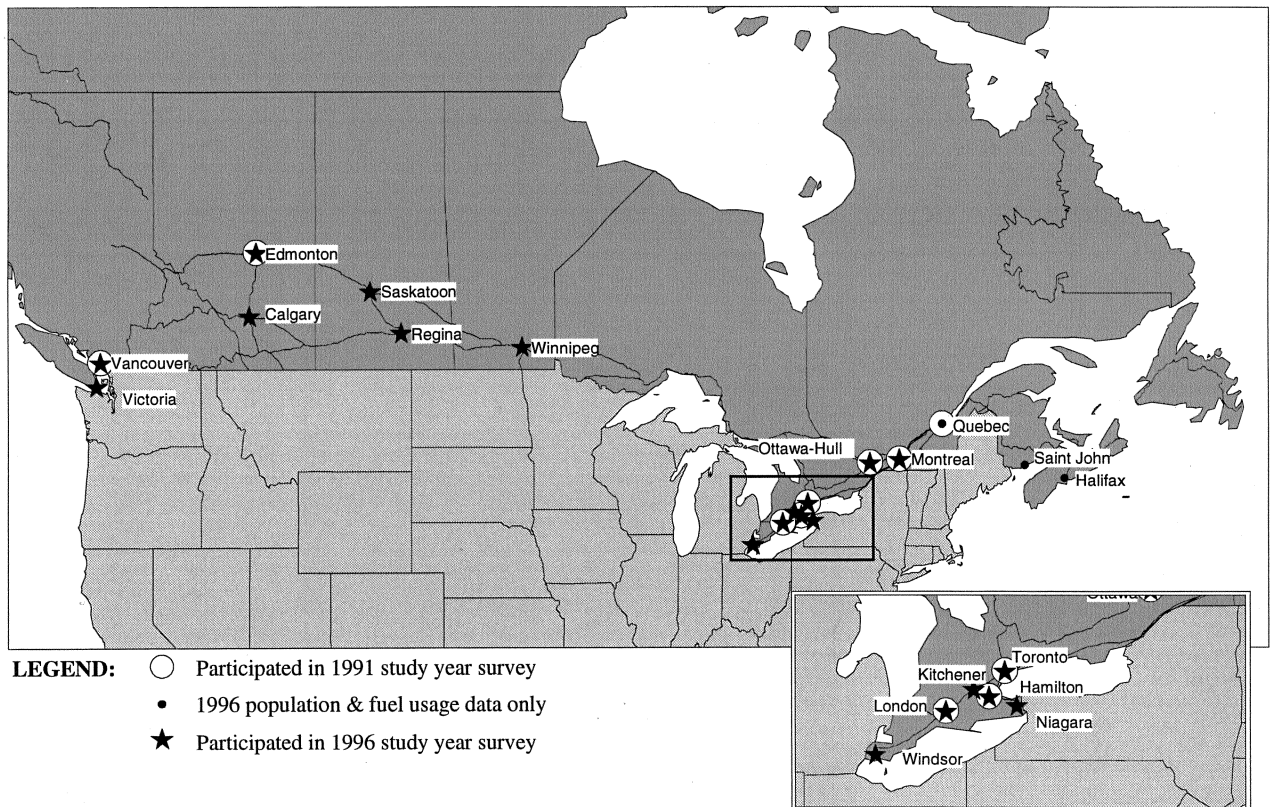 Edmonton
Saskatoon
Calgary
Regina
Winnipeg
Vancouver
Victoria
Quebec
Ottawa-Hull
Montreal
Saint John
Halifax
Ottawa
Toronto
Kitchener
Hamilton
London
Niagara
Windsor
LEGEND:
Participated in 1991 study year survey
1996 population & fuel usage data only
Participated in 1996 study year survey